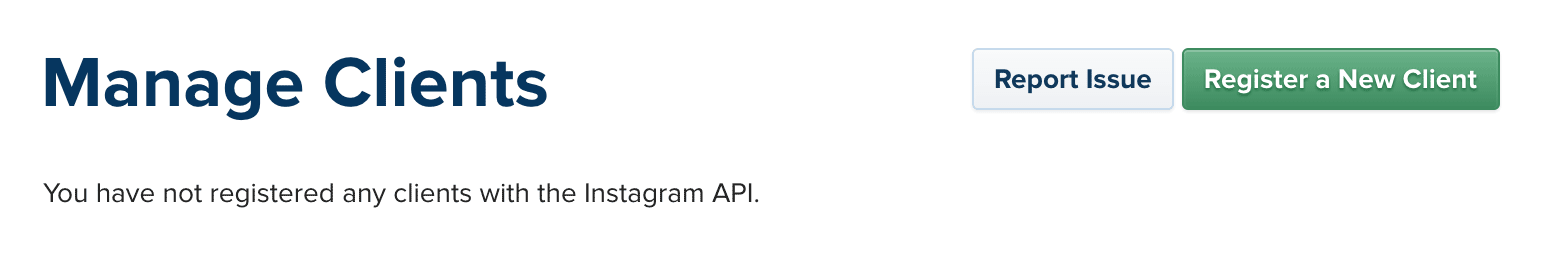 Manage Clients
Report Issue
Register a New Client
You have not registered any clients with the Instagram API.